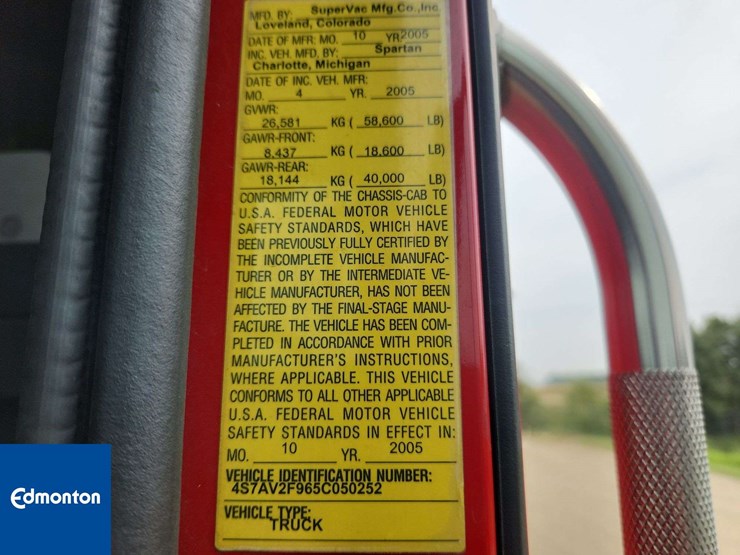 MFD. BY: SuperVac Mfg.Co.,Inc
Loveland, Colorado
DATE OF MFR: MO. 10 YR 2005
INC. VEH. MFD. BY: Spartan
Charlotte, Michigan
DATE OF INC. VEH. MFR:
MO. 4 YR. 2005
GVWR:
26,581 KG ( 58,600 LB)
GAWR-FRONT:
8,437 KG ( 18,600 LB)
GAWR-REAR:
18,144 KG ( 40,000 LB)
CONFORMITY OF THE CHASSIS-CAB TO
U.S.A. FEDERAL MOTOR VEHICLE
SAFETY STANDARDS, WHICH HAVE
BEEN PREVIOUSLY FULLY CERTIFIED BY
THE INCOMPLETE VEHICLE MANUFAC-
TURER OR BY THE INTERMEDIATE VE-
HICLE MANUFACTURER, HAS NOT BEEN
AFFECTED BY THE FINAL-STAGE MANU-
FACTURE. THE VEHICLE HAS BEEN COM-
PLETED IN ACCORDANCE WITH PRIOR
MANUFACTURER'S INSTRUCTIONS,
WHERE APPLICABLE. THIS VEHICLE
CONFORMS TO ALL OTHER APPLICABLE
U.S.A. FEDERAL MOTOR VEHICLE
SAFETY STANDARDS IN EFFECT IN:
MO. 10 YR. 2005
VEHICLE IDENTIFICATION NUMBER:
4S7AV2F965C050252
VEHICLE TYPE:
TRUCK
Edmonton